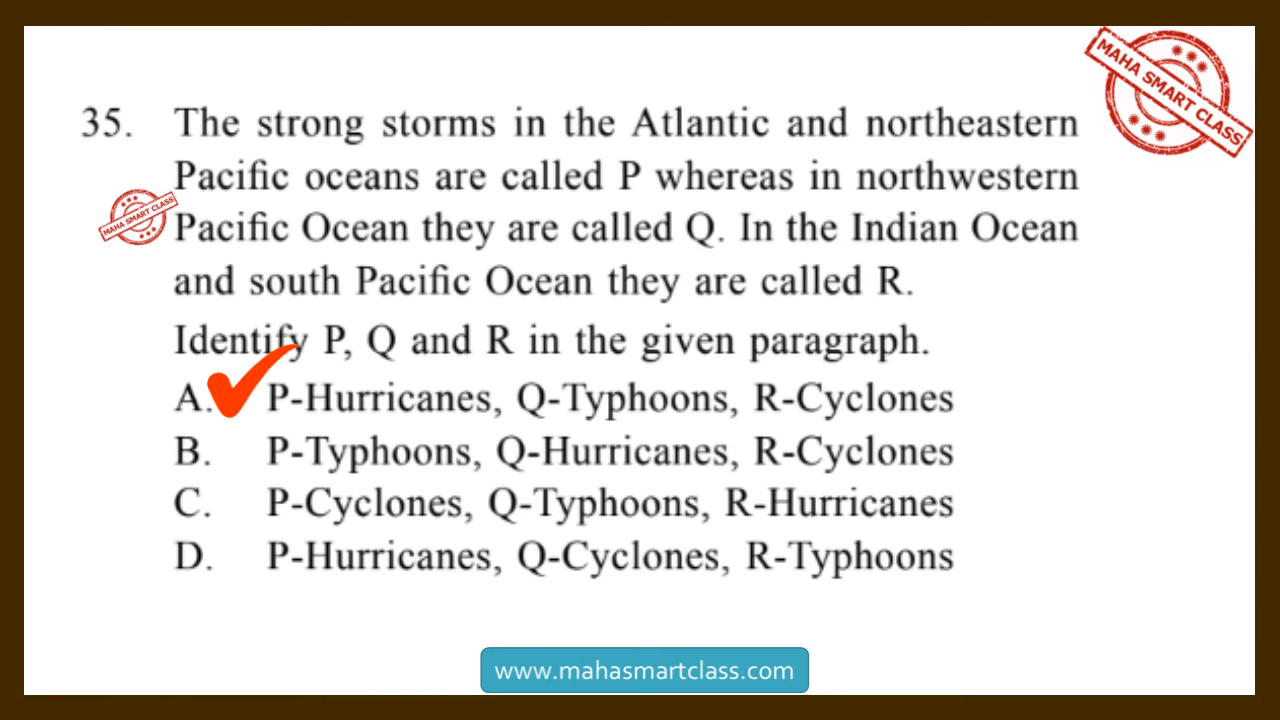 MAHA SMART CLASS
35. The strong storms in the Atlantic and northeastern
Pacific oceans are called P whereas in northwestern
MAHA SMART CLASS
Pacific Ocean they are called Q. In the Indian Ocean
and south Pacific Ocean they are called R.
Identify P, Q and R in the given paragraph.
A. P-Hurricanes, Q-Typhoons, R-Cyclones
B. P-Typhoons, Q-Hurricanes, R-Cyclones
C. P-Cyclones, Q-Typhoons, R-Hurricanes
D. P-Hurricanes, Q-Cyclones, R-Typhoons
www.mahasmartclass.com